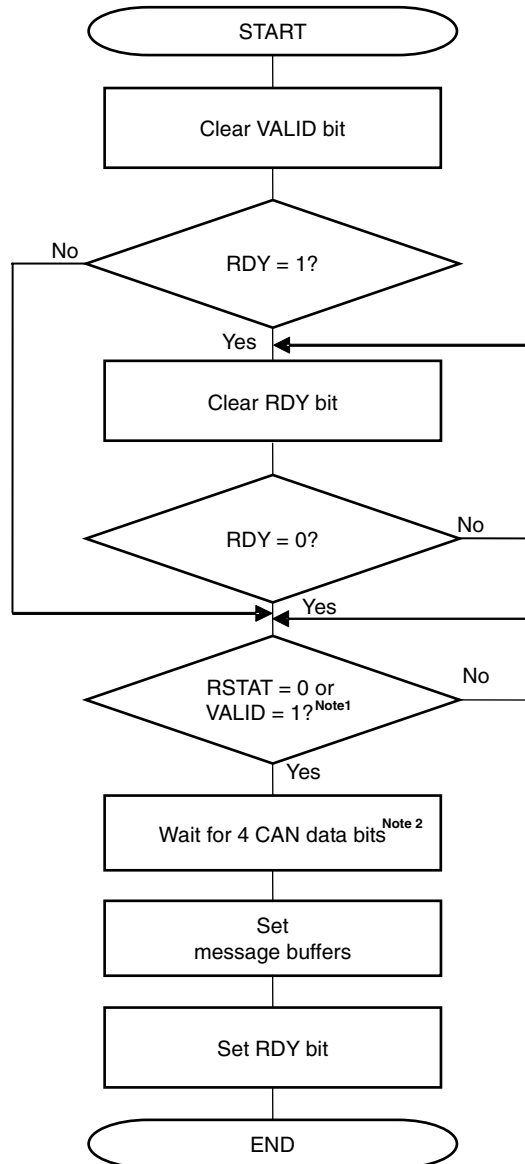 START
Clear VALID bit
No
RDY = 1?
Yes
Clear RDY bit
RDY = 0?
No
Yes
RSTAT = 0 or
VALID = 1?Note1
No
Yes
Wait for 4 CAN data bitsNote 2
Set
message buffers
Set RDY bit
END